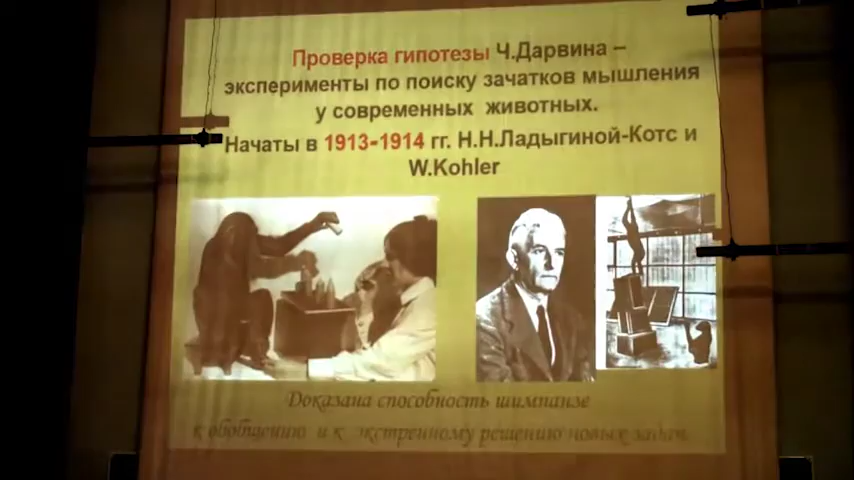 Проверка гипотезы Ч.Дарвина –
эксперименты по поиску зачатков мышления
у современных животных.
Начаты в 1913-1914 гг. Н.Н.Ладыгиной-Котс и
W.Kohler
Доказана способность шимпанзе
к обобщению и к экстренному решению новых задач.